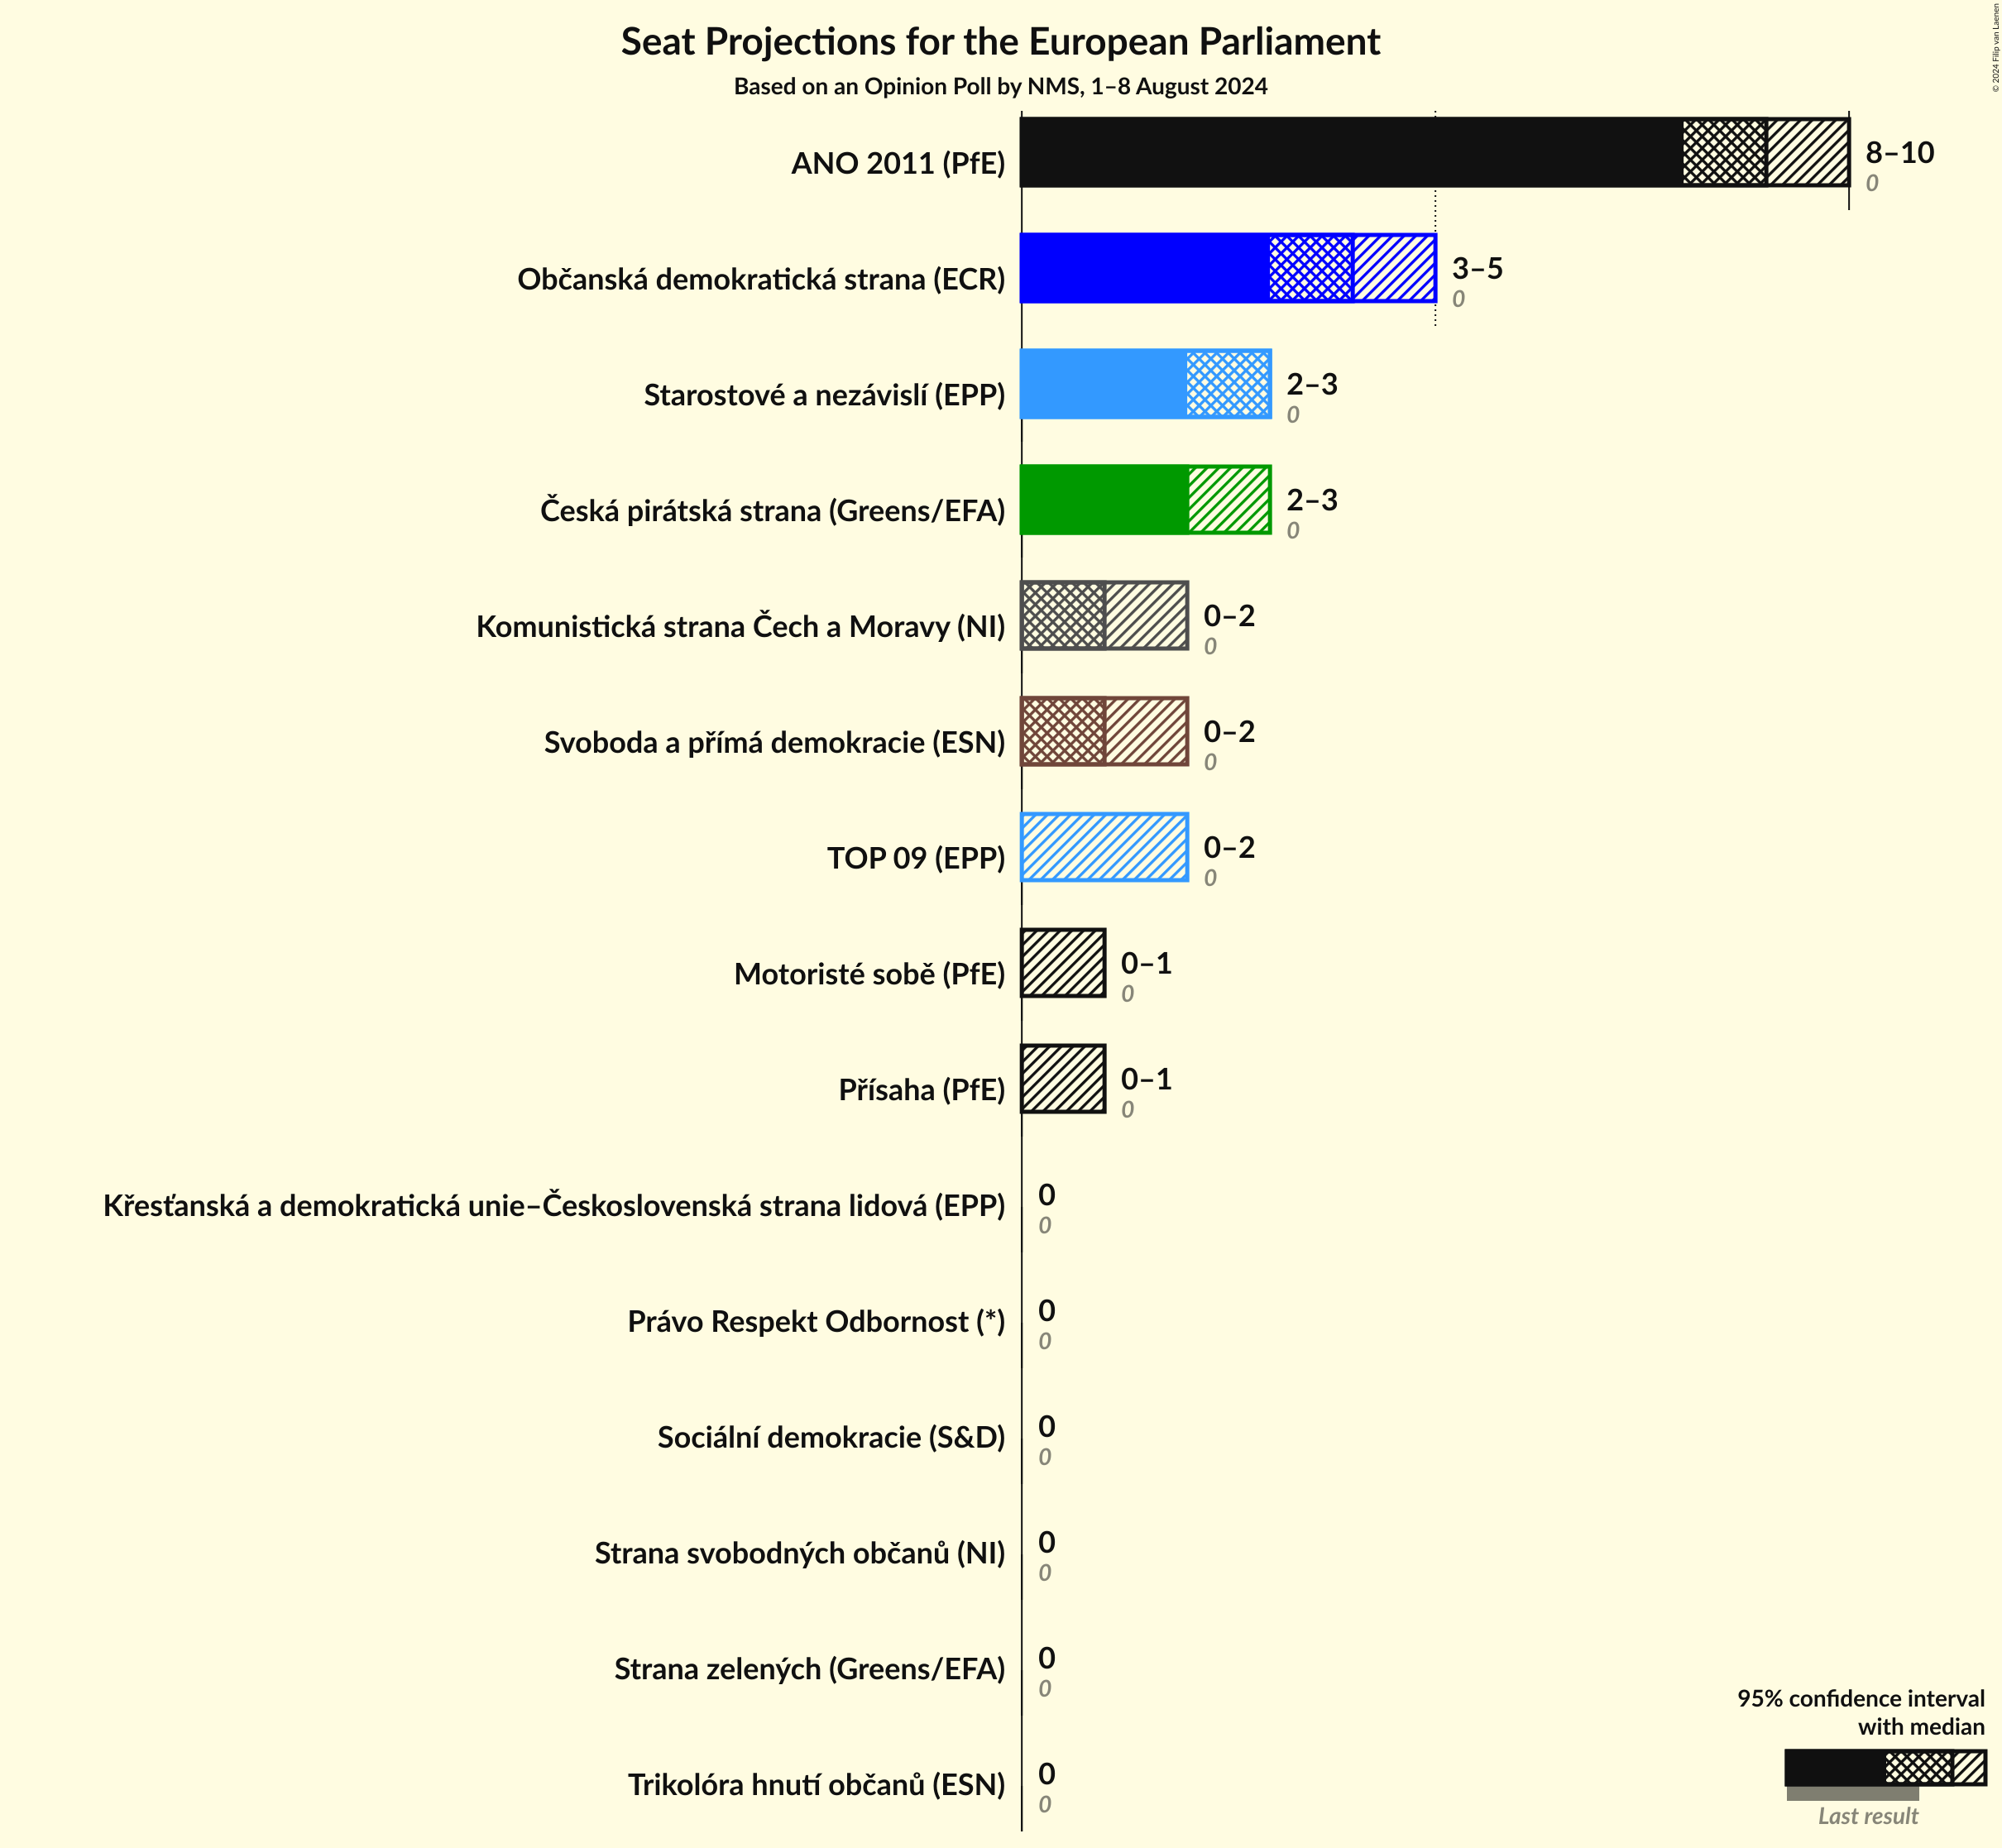 Seat Projections for the European Parliament
Based on an Opinion Poll by NMS, 1–8 August 2024
© 2024 Filip van Laenen
ANO 2011 (PfE)
8–10
0
Občanská demokratická strana (ECR)
3–5
0
Starostové a nezávislí (EPP)
2–3
0
Česká pirátská strana (Greens/EFA)
2–3
0
Komunistická strana Čech a Moravy (NI)
0–2
0
Svoboda a přímá demokracie (ESN)
0–2
0
TOP 09 (EPP)
0–2
0
Motoristé sobě (PfE)
0–1
0
Přísaha (PfE)
0–1
0
Křesťanská a demokratická unie–Československá strana lidová (EPP)
0
0
Právo Respekt Odbornost (*)
0
0
Sociální demokracie (S&D)
0
0
Strana svobodných občanů (NI)
0
0
Strana zelených (Greens/EFA)
0
0
Trikolóra hnutí občanů (ESN)
0
0
95% confidence interval
with median
Last result